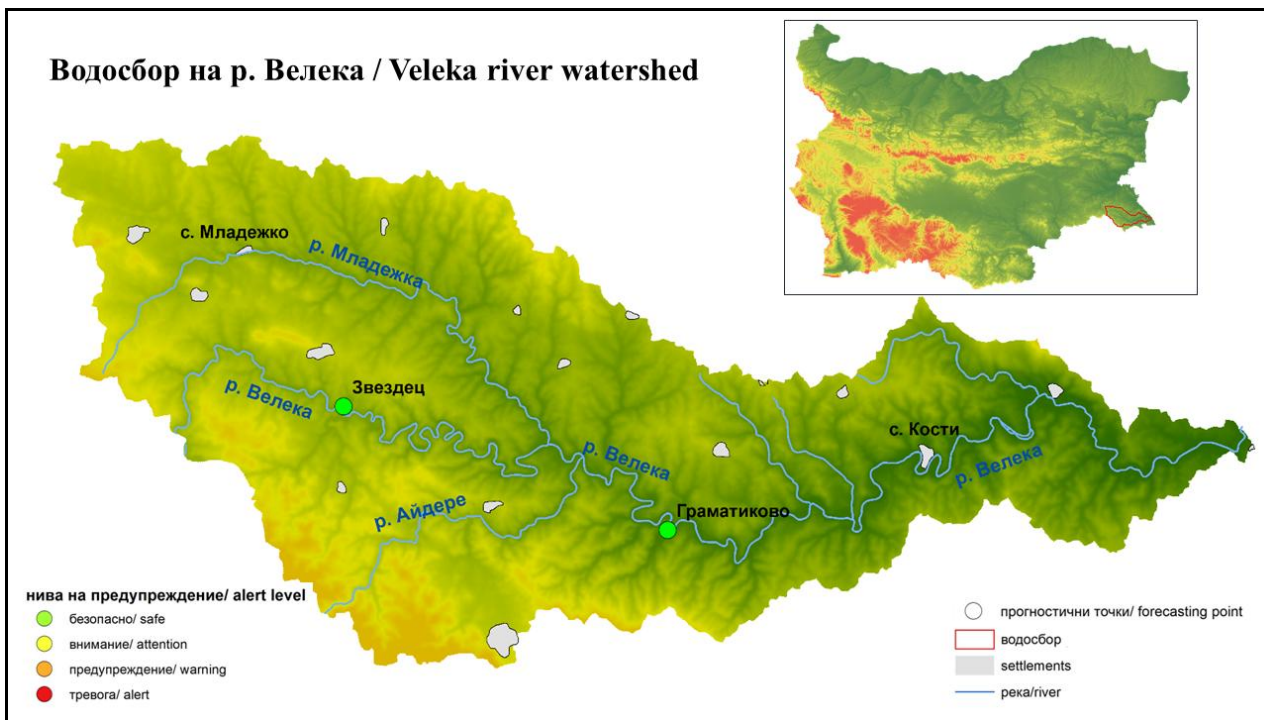 Водосбор на р. Велека / Veleka river watershed
с. Младежко
р. Младежка
Звездец
р. Велека
р. Велека
с. Кости
р. Велека
р. Айдере
Граматиково
нива на предупреждение/ alert level
безопасно/ safe
внимание/ attention
предупреждение/ warning
тревога/ alert
прогностични точки/ forecasting point
водосбор
settlements
река/river